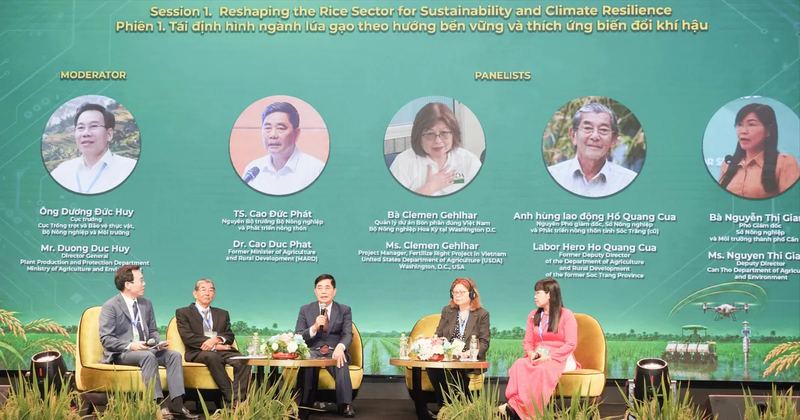 Session 1. Reshaping the Rice Sector for Sustainability and Climate Resilience
Phiên 1. Tái định hình ngành lúa gạo theo hướng bền vững và thích ứng biến đổi khí hậu
MODERATOR
PANELISTS
Ông Dương Đức Huy
Cục trưởng
Cục Trồng trọt và Bảo vệ thực vật,
Bộ Nông nghiệp và Môi trường
Mr. Duong Duc Huy
Director General
Plant Production and Protection Department
Ministry of Agriculture and
TS. Cao Đức Phát
Nguyên Bộ trưởng Bộ Nông nghiệp
và Phát triển nông thôn
Dr. Cao Duc Phat
Former Minister of Agriculture
and Rural Development (MARD)
Bà Clemen Gehlhar
Quản lý dự án Bón phân đúng Việt Nam
Bộ Nông nghiệp Hoa Kỳ tại Washington D.C
Ms. Clemen Gehlhar
Project Manager, Fertilize Right Project in Vietnam
United States Department of Agriculture (USDA)
Washington, D.C., USA
Anh hùng lao động Hồ Quang Cua
Nguyên Phó giám đốc, Sở Nông nghiệp
và Phát triển nông thôn tỉnh Sóc Trăng (cũ)
Labor Hero Ho Quang Cua
Former Deputy Director
of the Department of Agriculture
and Rural Development
of the former Soc Trang Province
Bà Nguyễn Thị Gian
Phó Giám đốc
Sở Nông nghiệp
và Môi trường thành phố Cần
Ms. Nguyen Thi Gia
Deputy Director
Can Tho Department of Agriculture
and Environment